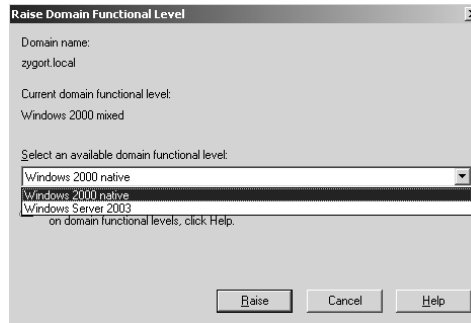 Raise Domain Functional Level
Domain name:
zygort.local
Current domain functional level:
Windows 2000 mixed
Select an available domain functional level:
Windows 2000 native
Windows 2000 native
Windows Server 2003
on domain functional levels, click Help.
Raise Cancel Help